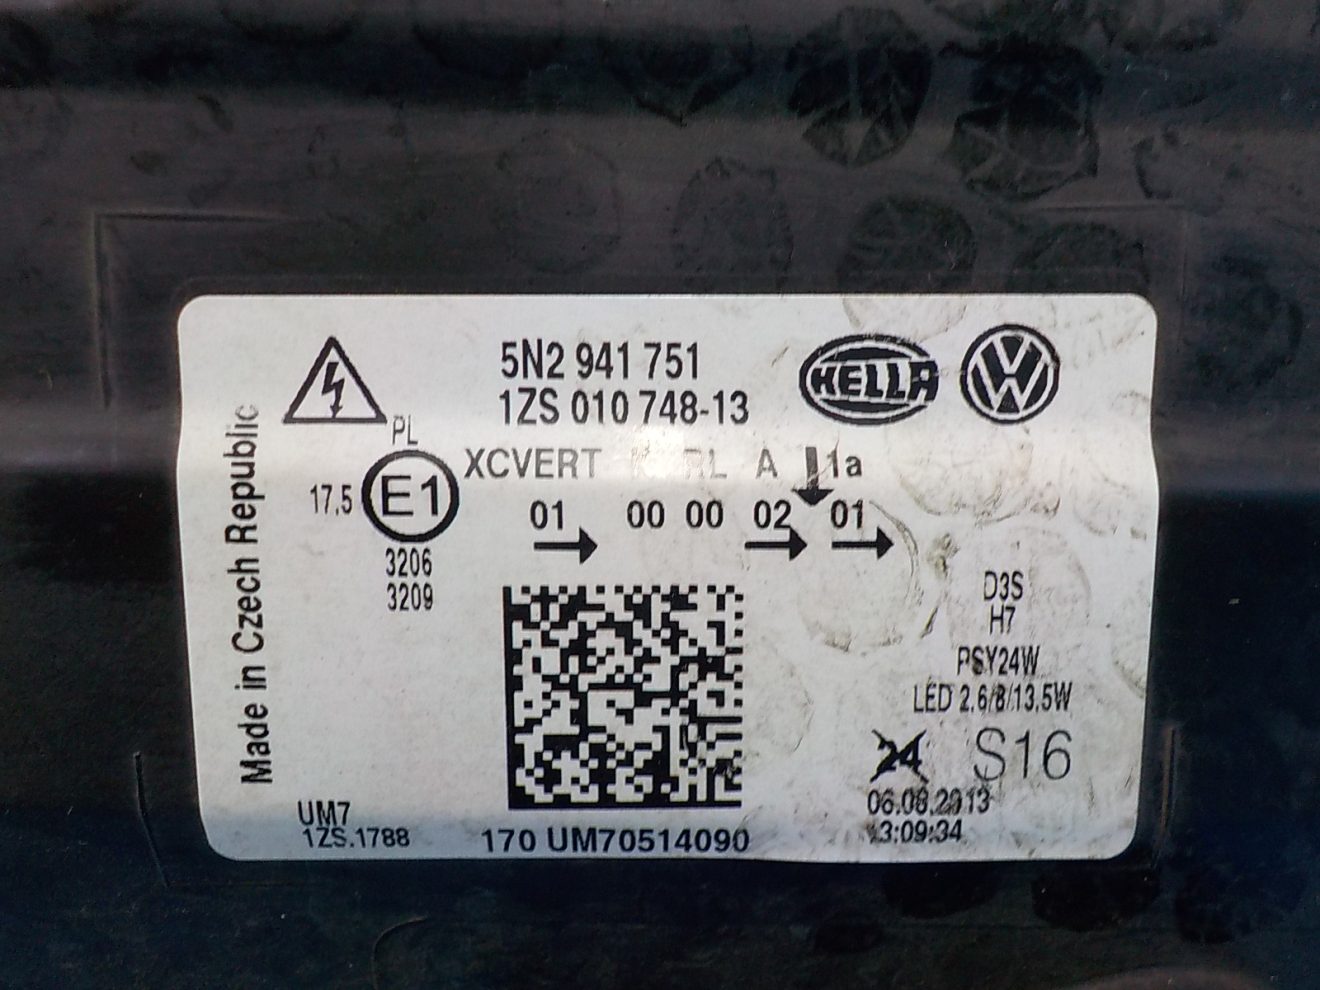 5N2 941 751
1ZS 010 748-13
HELLA
VW
PL
XCVERT RL A 1a
17,5 E1
01 00 00 02 01
3206
3209
Made in Czech Republic
D3S
H7
PSY24W
LED 2,6/8/13,5W
24 S16
06.08.2013
13:09:34
UM7
1ZS.1788
170 UM70514090